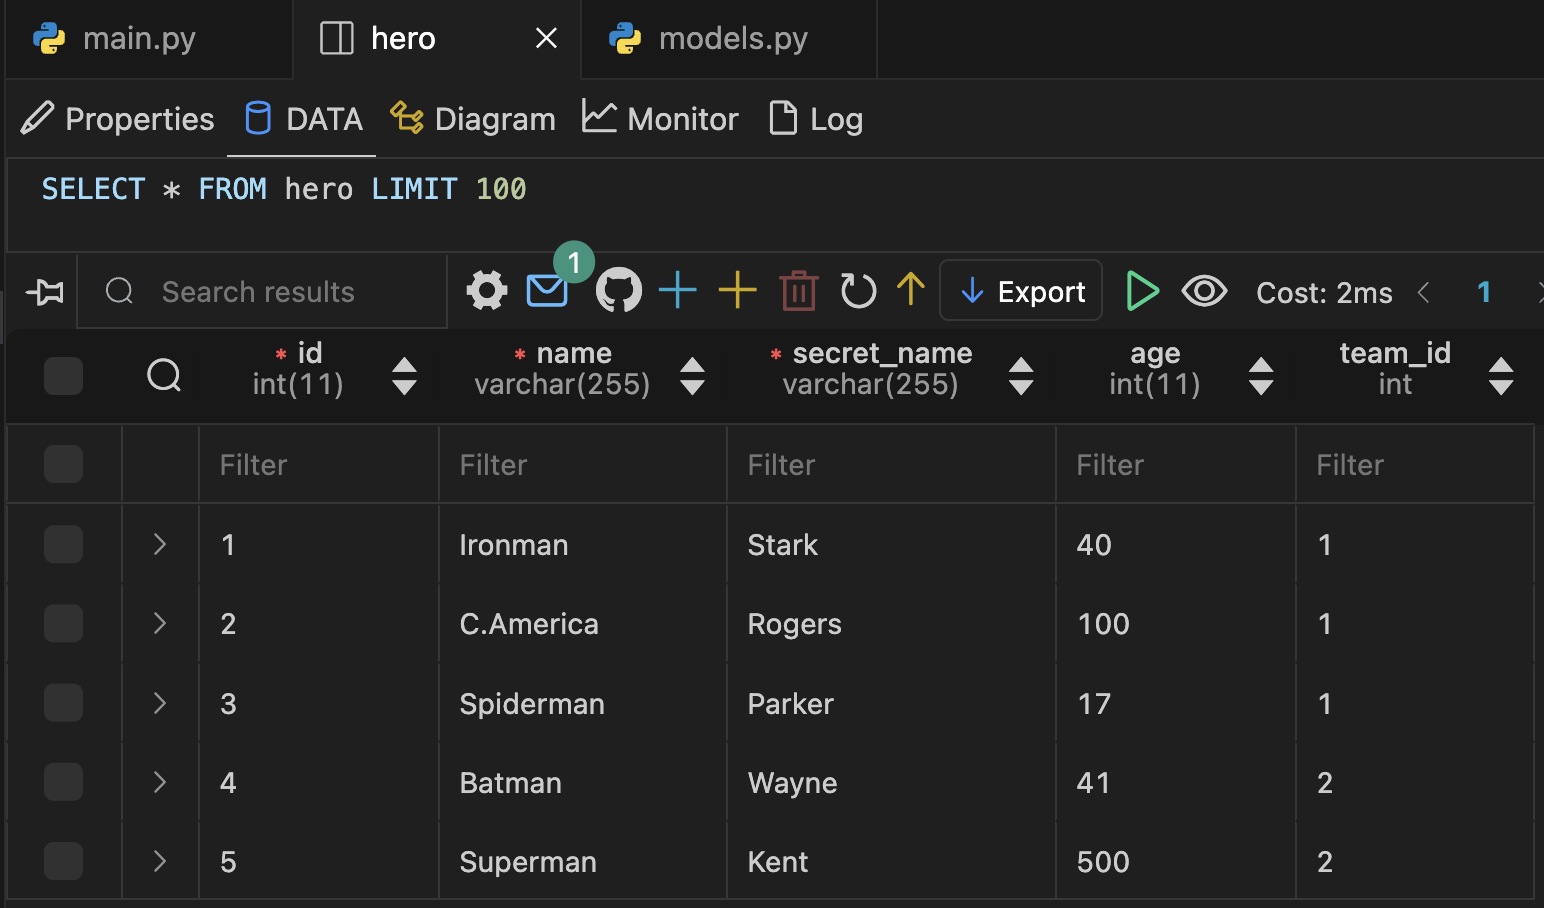 main.py hero models.py
Properties DATA Diagram Monitor Log
SELECT * FROM hero LIMIT 100
Search results 1 Export Cost: 2ms 1
* id * name * secret_name age team_id
int(11) varchar(255) varchar(255) int(11) int
Filter Filter Filter Filter Filter
1 Ironman Stark 40 1
2 C.America Rogers 100 1
3 Spiderman Parker 17 1
4 Batman Wayne 41 2
5 Superman Kent 500 2